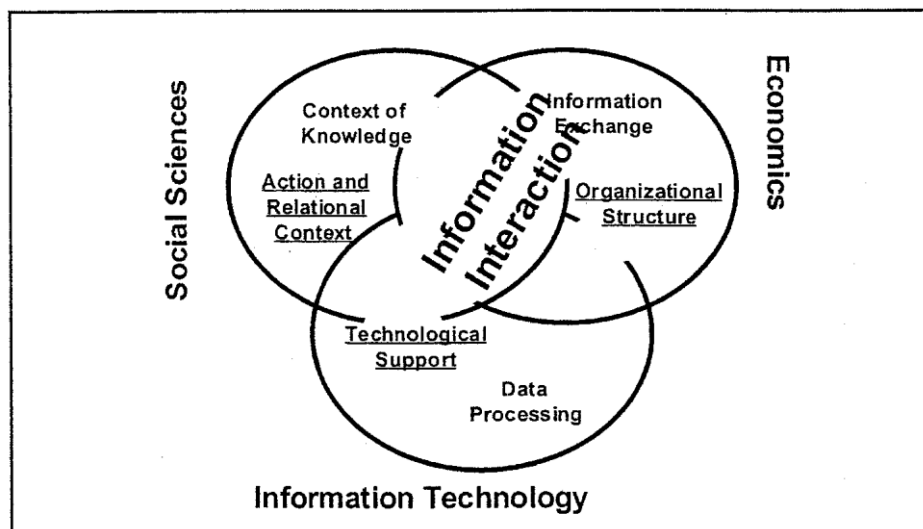 Social Sciences
Context of
Knowledge
Action and
Relational
Context
Information
Interaction
Information
Exchange
Organizational
Structure
Economics
Technological
Support
Data
Processing
Information Technology